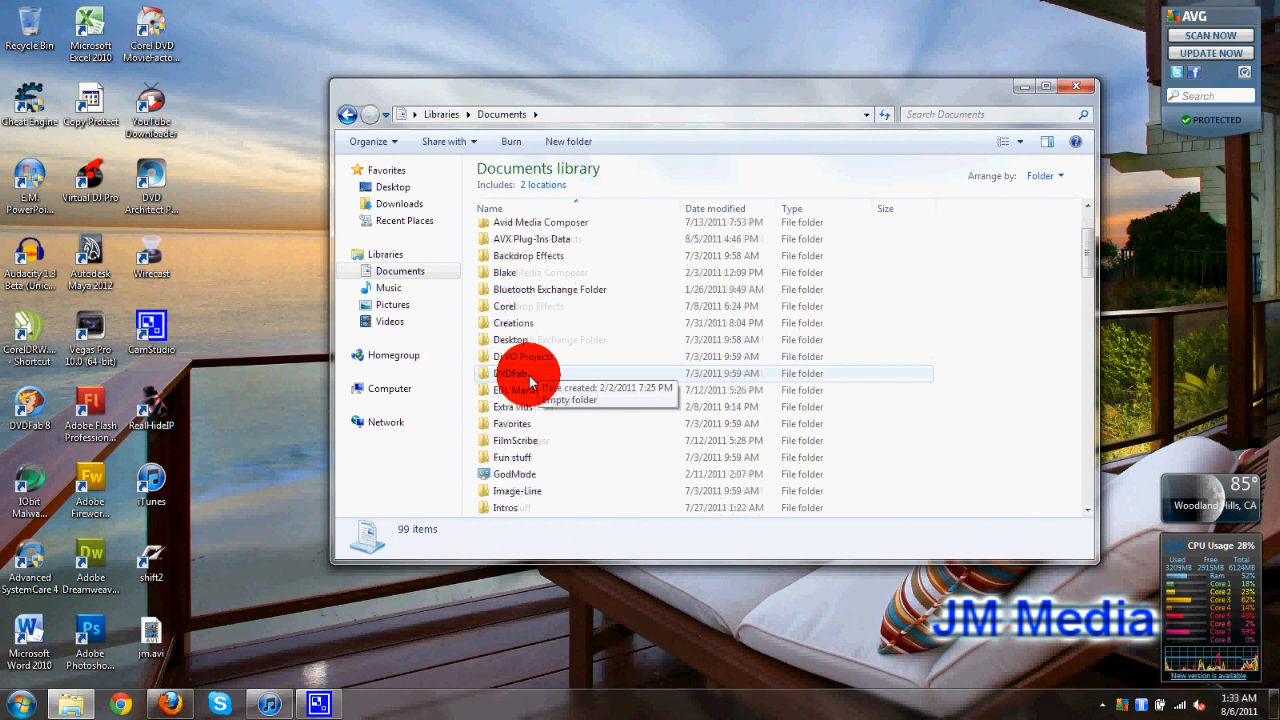 Recycle Bin
Microsoft Excel 2010
Corel DVD MovieFacto...
Cheat Engine
Copy Protect
YouTube Downloader
E.M. PowerPoi...
Virtual DJ Pro
DVD Architect P...
Audacity 1.3 Beta (Unic...
Autodesk Maya 2012
Wirecast
CorelDRW... - Shortcut
Vegas Pro 10.0 (64-bit)
CamStudio
DVDFab 8
Adobe Flash Profession...
RealHideIP
IObit Malwa...
Adobe Firewor...
iTunes
Advanced SystemCare 4
Adobe Dreamweav...
shift2
Microsoft Word 2010
Adobe Photosho...
jm.avi
Libraries
Documents
Search Documents
Organize
Share with
Burn
New folder
Favorites
Desktop
Downloads
Recent Places
Libraries
Documents
Music
Pictures
Videos
Homegroup
Computer
Network
Documents library
Includes: 2 locations
Arrange by: Folder
Name Date modified Type Size
Avid Media Composer 7/13/2011 7:53 PM File folder
AVX Plug-Ins Data 8/5/2011 4:46 PM File folder
Backdrop Effects 7/3/2011 9:58 AM File folder
Blake 2/3/2011 12:09 PM File folder
Bluetooth Exchange Folder 1/26/2011 9:49 AM File folder
Corel 7/8/2011 6:24 PM File folder
Creations 7/31/2011 8:04 PM File folder
Desktop 7/3/2011 9:58 AM File folder
DiVO Projects 7/3/2011 9:59 AM File folder
DVDFab 7/3/2011 9:59 AM File folder
7/12/2011 5:26 PM File folder
Date created: 2/2/2011 7:25 PM
Empty folder
Extra vids 2/8/2011 9:14 PM File folder
Favorites 7/3/2011 9:59 AM File folder
FilmScribe 7/12/2011 5:28 PM File folder
Fun stuff 7/3/2011 9:59 AM File folder
GodMode 2/11/2011 2:07 PM File folder
Image-Line 7/3/2011 9:59 AM File folder
Intros 7/27/2011 1:22 AM File folder
99 items
AVG
SCAN NOW
UPDATE NOW
Search
PROTECTED
85°
Woodland Hills, CA
CPU Usage 28%
Used Free Total
3209MB 2915MB 6124MB
Ram 52%
Core 1 18%
Core 2 23%
Core 3 62%
Core 4 14%
Core 5 43%
Core 6 2%
Core 7 59%
Core 8 0%
New version is available
M Media
1:33 AM
8/6/2011